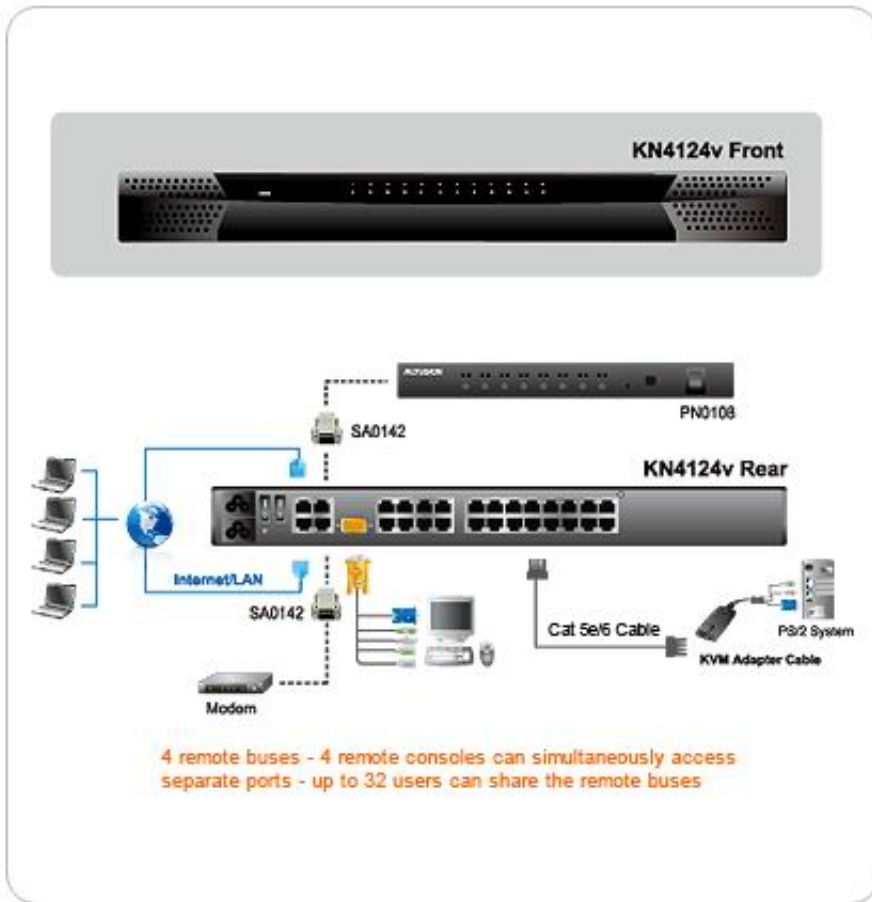 KN4124v Front
ALTUSEN
PN0108
SA0142
KN4124v Rear
Internet/LAN
SA0142
Cat 5e/6 Cable
PS/2 System
KVM Adapter Cable
Modem
4 remote buses - 4 remote consoles can simultaneously access
separate ports - up to 32 users can share the remote buses